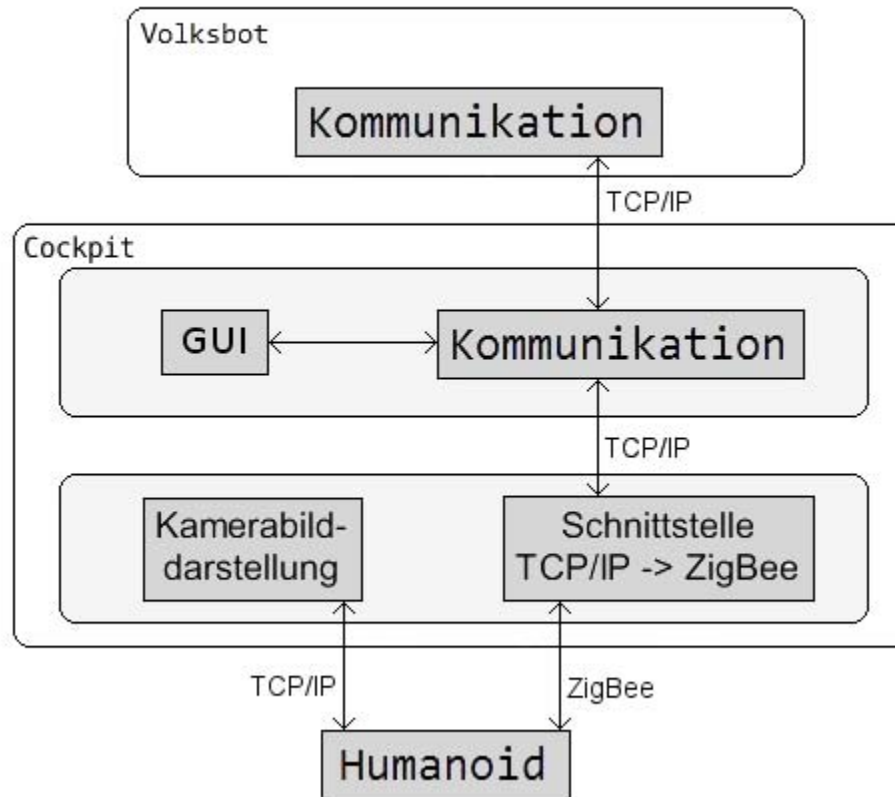 Volksbot
Kommunikation
TCP/IP
Cockpit
GUI
Kommunikation
TCP/IP
Kamerabild-
darstellung
Schnittstelle
TCP/IP -> ZigBee
TCP/IP
ZigBee
Humanoid